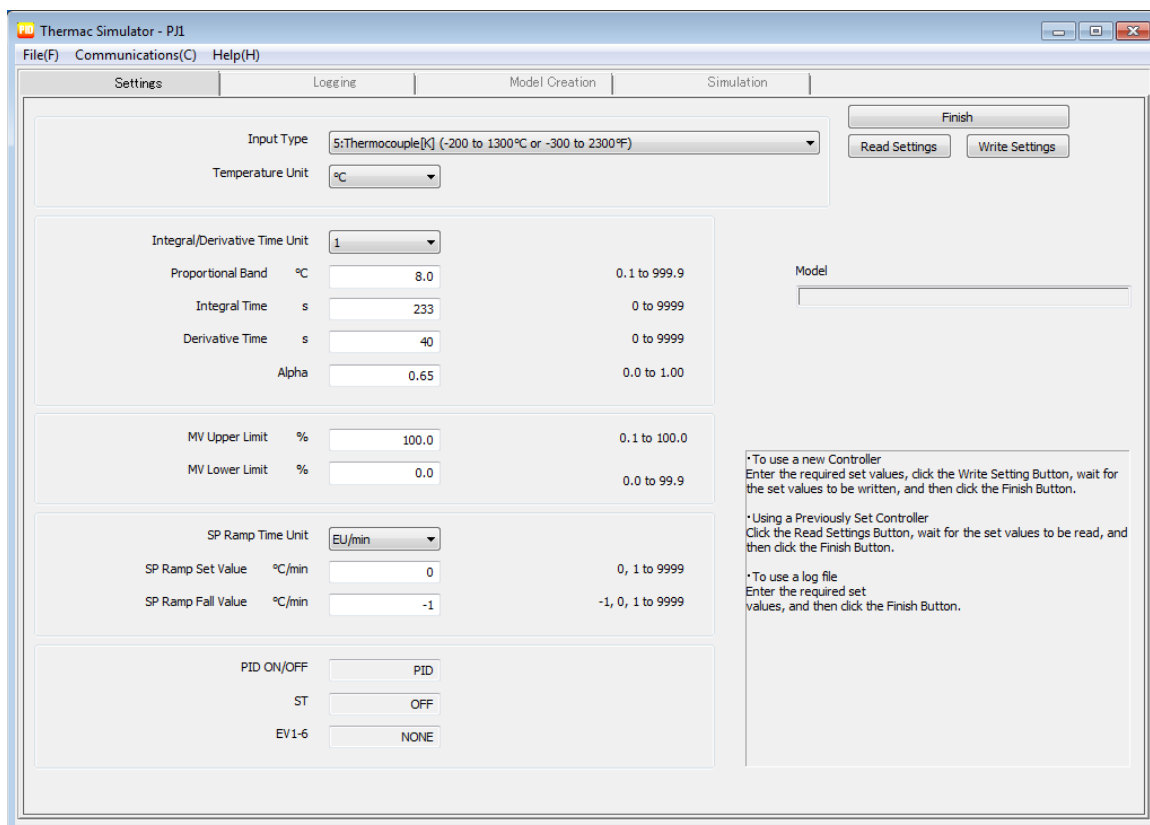 PID Thermac Simulator - PJ1
File(F) Communications(C) Help(H)
Settings Logging Model Creation Simulation
Finish
Read Settings Write Settings
Input Type 5:Thermocouple[K] (-200 to 1300°C or -300 to 2300°F)
Temperature Unit °C
Integral/Derivative Time Unit 1
Proportional Band °C 8.0 0.1 to 999.9
Integral Time s 233 0 to 9999
Derivative Time s 40 0 to 9999
Alpha 0.65 0.0 to 1.00
Model
MV Upper Limit % 100.0 0.1 to 100.0
MV Lower Limit % 0.0 0.0 to 99.9
SP Ramp Time Unit EU/min
SP Ramp Set Value °C/min 0 0, 1 to 9999
SP Ramp Fall Value °C/min -1 -1, 0, 1 to 9999
PID ON/OFF PID
ST OFF
EV1-6 NONE
･To use a new Controller
Enter the required set values, click the Write Setting Button, wait for
the set values to be written, and then click the Finish Button.
･Using a Previously Set Controller
Click the Read Settings Button, wait for the set values to be read, and
then click the Finish Button.
･To use a log file
Enter the required set
values, and then click the Finish Button.